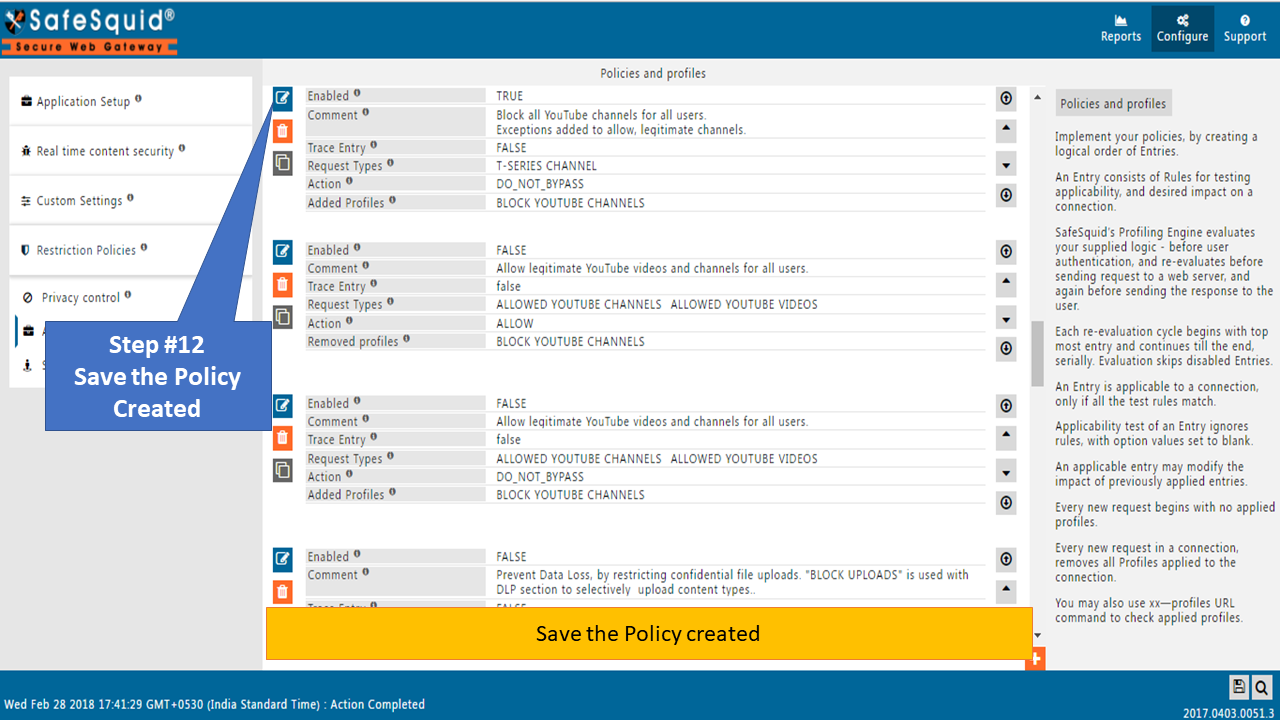 SafeSquid®
Secure Web Gateway
Reports
Configure
Support
Application Setup
Real time content security
Custom Settings
Restriction Policies
Privacy control
Step #12
Save the Policy
Created
Policies and profiles
Enabled TRUE
Comment Block all YouTube channels for all users.
Exceptions added to allow, legitimate channels.
Trace Entry FALSE
Request Types T-SERIES CHANNEL
Action DO_NOT_BYPASS
Added Profiles BLOCK YOUTUBE CHANNELS
Enabled FALSE
Comment Allow legitimate YouTube videos and channels for all users.
Trace Entry false
Request Types ALLOWED YOUTUBE CHANNELS ALLOWED YOUTUBE VIDEOS
Action ALLOW
Removed profiles BLOCK YOUTUBE CHANNELS
Enabled FALSE
Comment Allow legitimate YouTube videos and channels for all users.
Trace Entry false
Request Types ALLOWED YOUTUBE CHANNELS ALLOWED YOUTUBE VIDEOS
Action DO_NOT_BYPASS
Added Profiles BLOCK YOUTUBE CHANNELS
Enabled FALSE
Comment Prevent Data Loss, by restricting confidential file uploads. "BLOCK UPLOADS" is used with
DLP section to selectively upload content types..
Save the Policy created
Policies and profiles
Implement your policies, by creating a
logical order of Entries.
An Entry consists of Rules for testing
applicability, and desired impact on a
connection.
SafeSquid's Profiling Engine evaluates
your supplied logic - before user
authentication, and re-evaluates before
sending request to a web server, and
again before sending the response to the
user.
Each re-evaluation cycle begins with top
most entry and continues till the end,
serially. Evaluation skips disabled Entries.
An Entry is applicable to a connection,
only if all the test rules match.
Applicability test of an Entry ignores
rules, with option values set to blank.
An applicable entry may modify the
impact of previously applied entries.
Every new request begins with no applied
profiles.
Every new request in a connection,
removes all Profiles applied to the
connection.
You may also use xx—profiles URL
command to check applied profiles.
Wed Feb 28 2018 17:41:29 GMT+0530 (India Standard Time) : Action Completed
2017.0403.0051.3